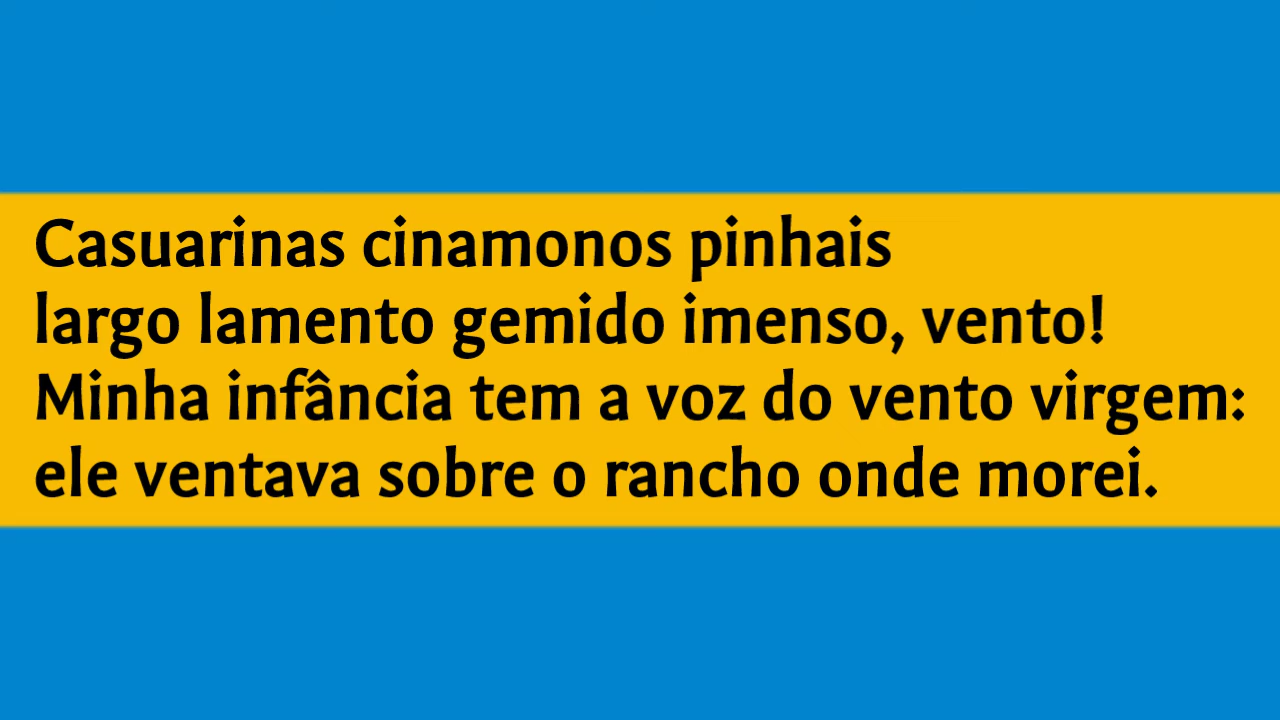 Casuarinas cinamonos pinhais
largo lamento gemido imenso, vento!
Minha infância tem a voz do vento virgem:
ele ventava sobre o rancho onde morei.